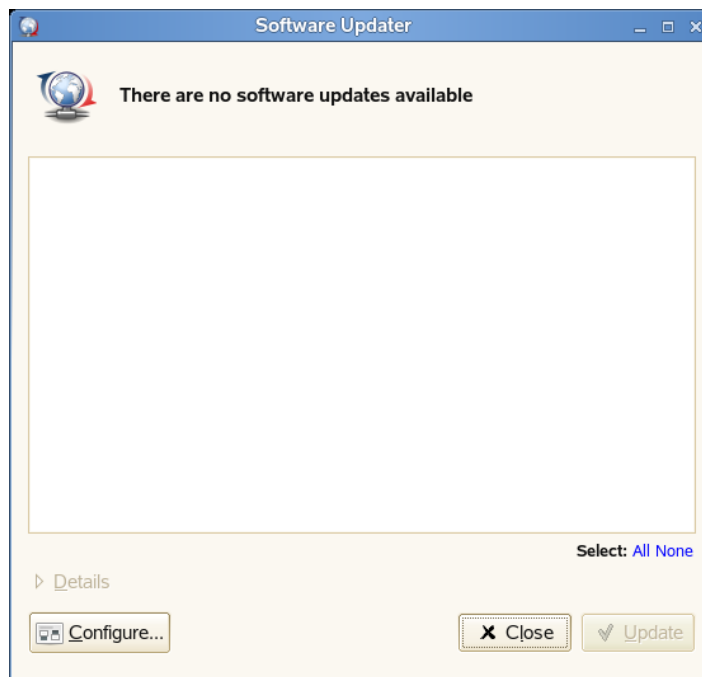 Software Updater
There are no software updates available
Select: All None
Details
Configure...
Close
Update